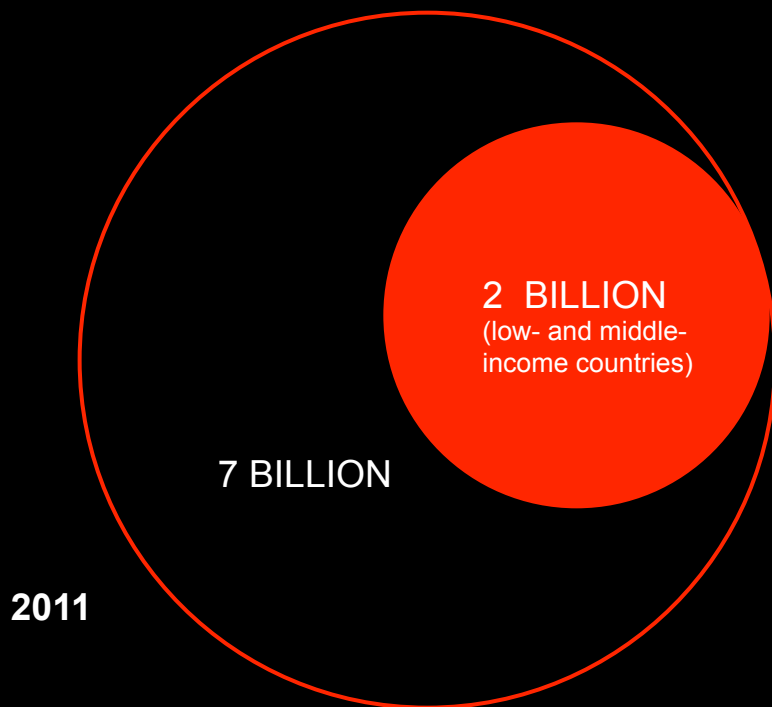 2  BILLION
(low- and middle-
income countries)
7 BILLION
2011